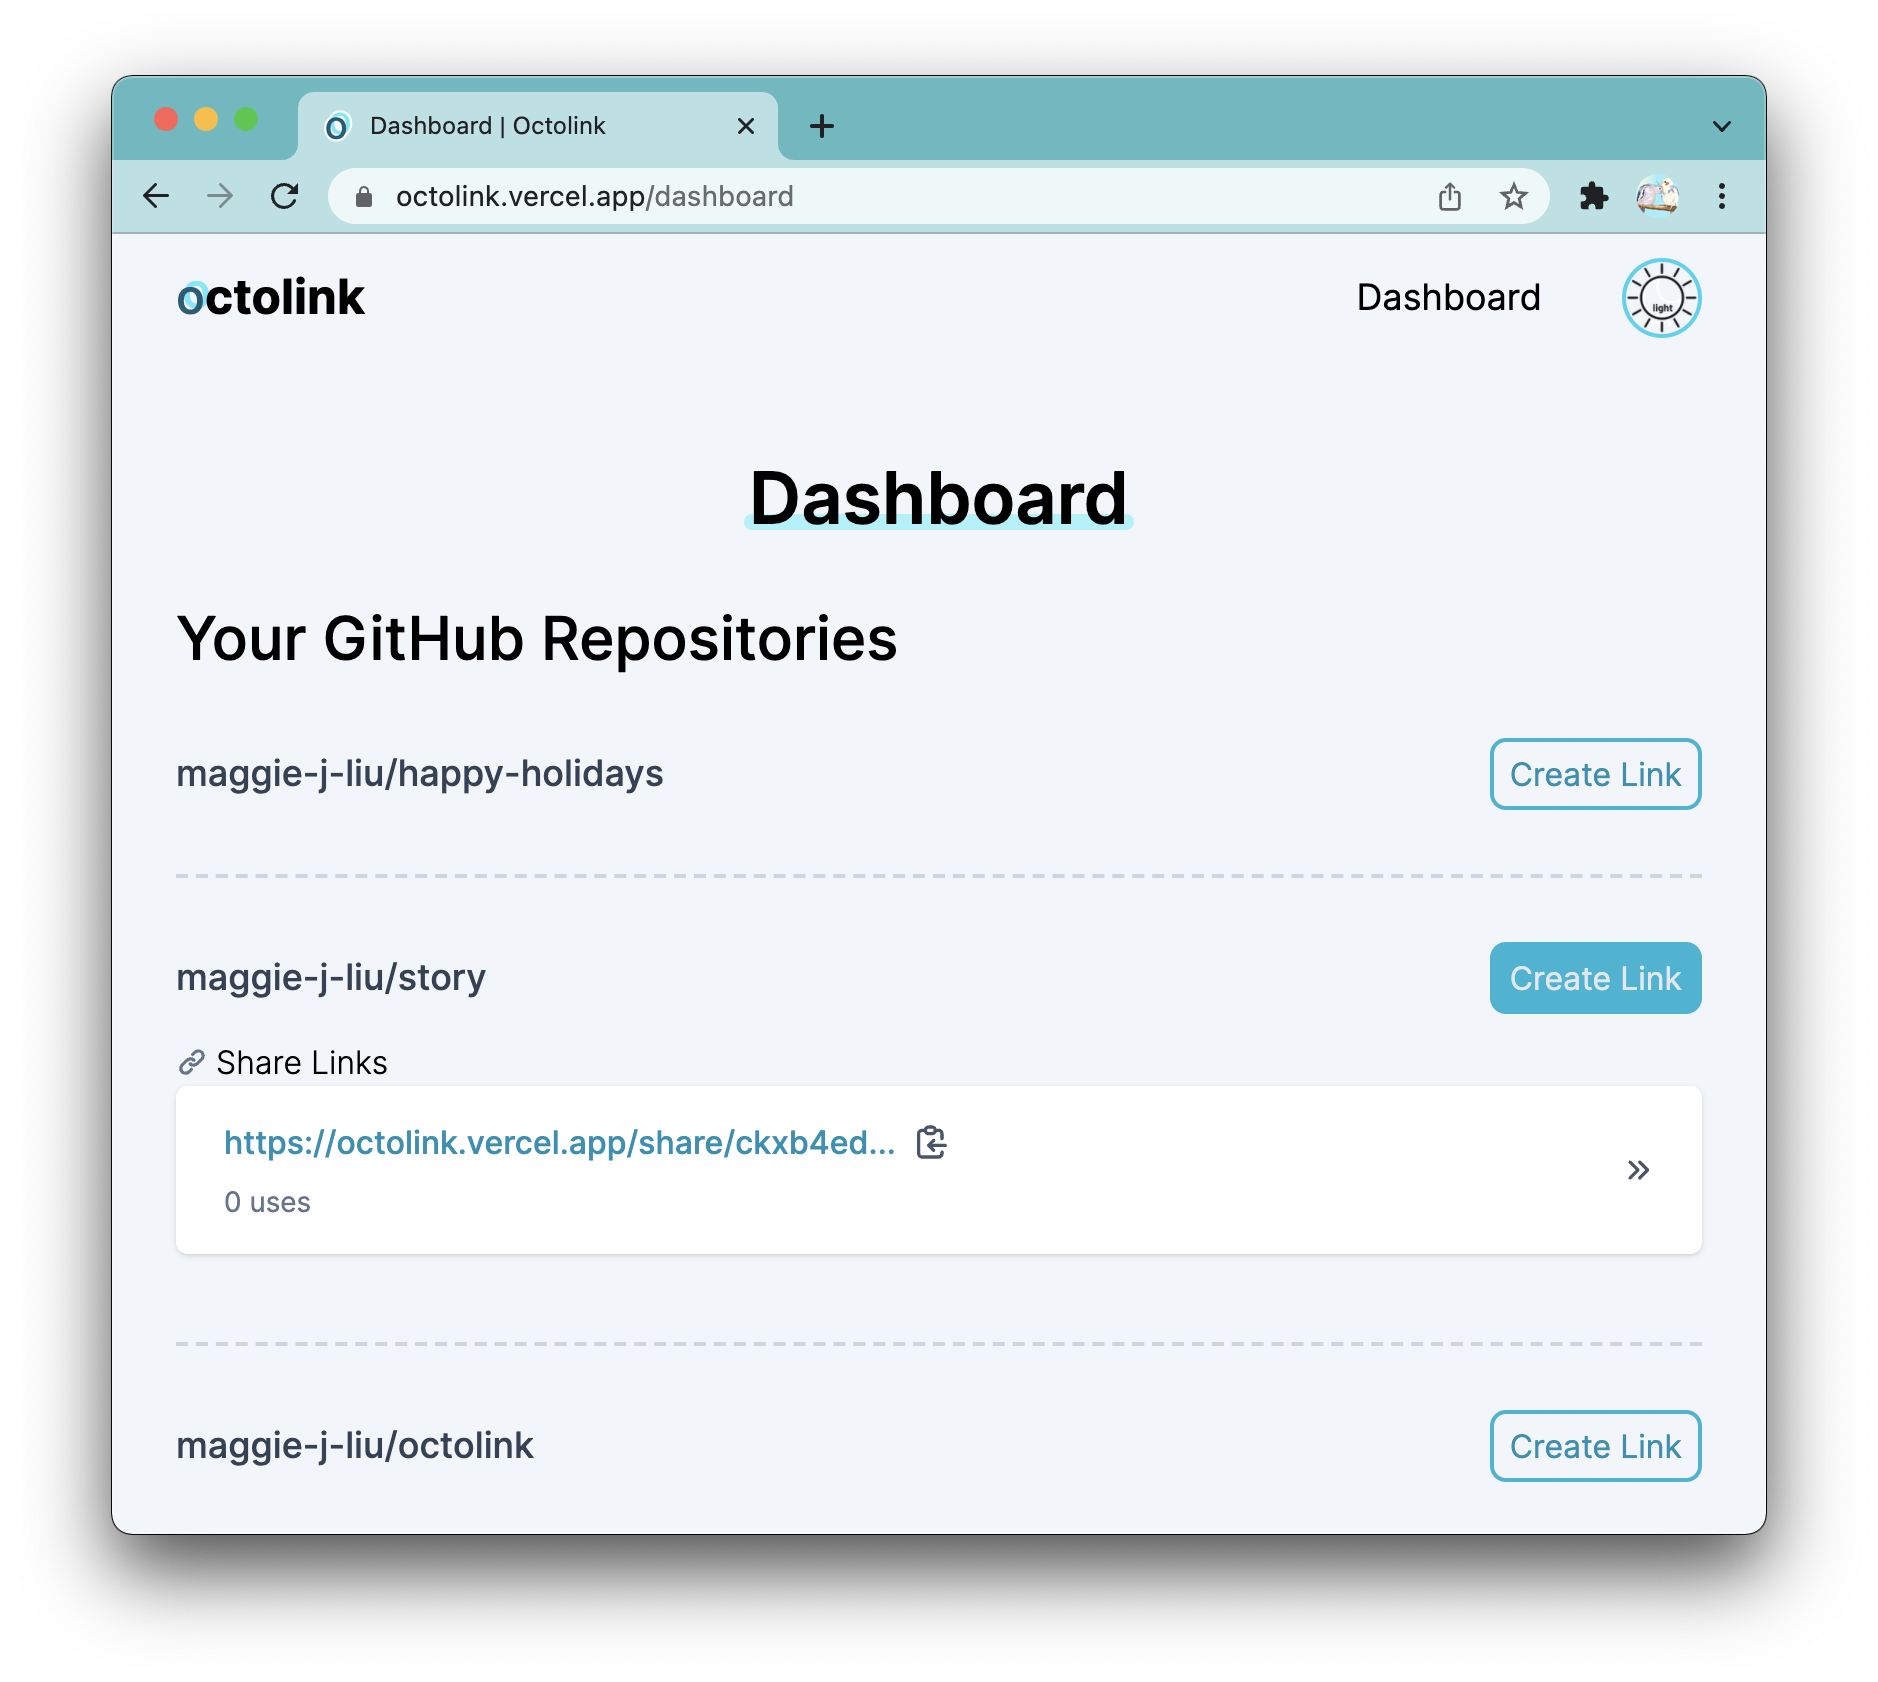 Dashboard | Octolink
octolink.vercel.app/dashboard
octolink
Dashboard
light
Dashboard
Your GitHub Repositories
maggie-j-liu/happy-holidays
Create Link
maggie-j-liu/story
Create Link
Share Links
https://octolink.vercel.app/share/ckxb4ed...
0 uses
maggie-j-liu/octolink
Create Link